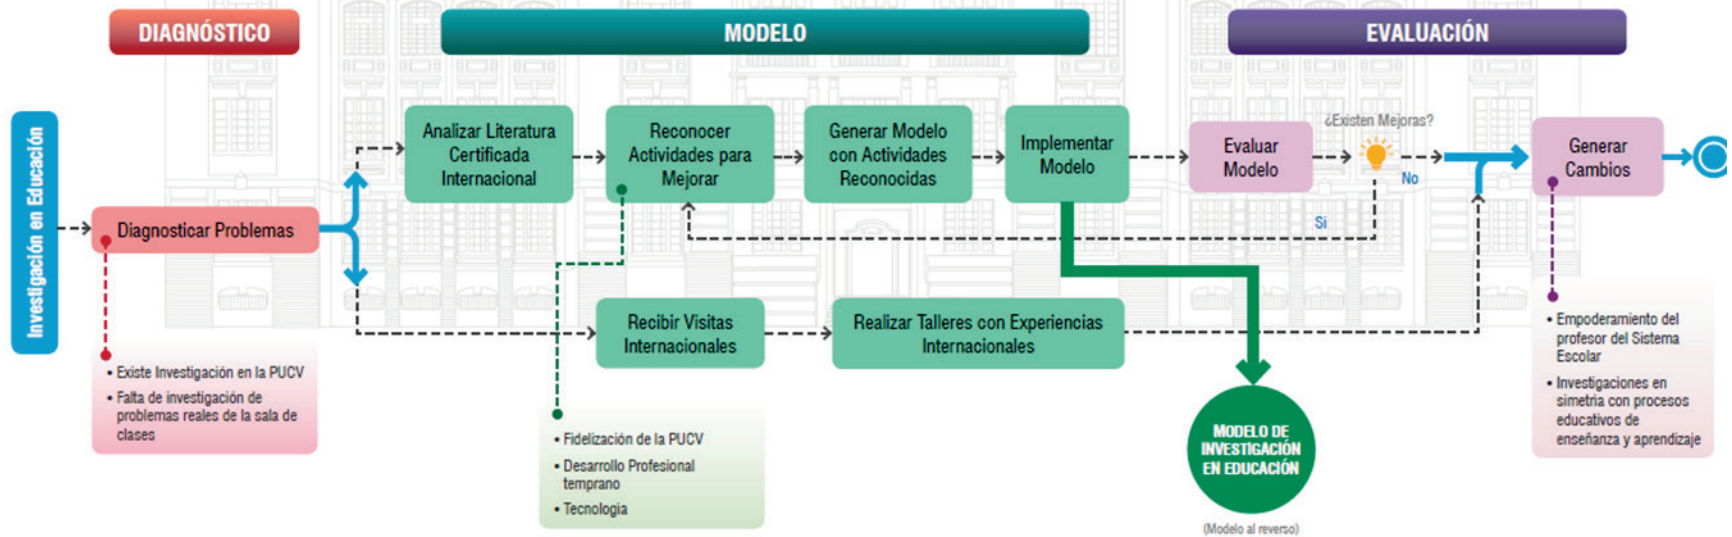 DIAGNÓSTICO
MODELO
EVALUACIÓN
Investigación en Educación
Diagnosticar Problemas
• Existe Investigación en la PUCV
• Falta de investigación de
problemas reales de la sala de
clases
Analizar Literatura
Certificada
Internacional
Reconocer
Actividades para
Mejorar
Generar Modelo
con Actividades
Reconocidas
Implementar
Modelo
Recibir Visitas
Internacionales
Realizar Talleres con Experiencias
Internacionales
• Fidelización de la PUCV
• Desarrollo Profesional
temprano
• Tecnologia
MODELO DE
INVESTIGACIÓN
EN EDUCACIÓN
(Modelo al reverso)
Evaluar
Modelo
¿Existen Mejoras?
No
Si
Generar
Cambios
• Empoderamiento del
profesor del Sistema
Escolar
• Investigaciones en
simetria con procesos
educativos de
enseñanza y aprendizaje